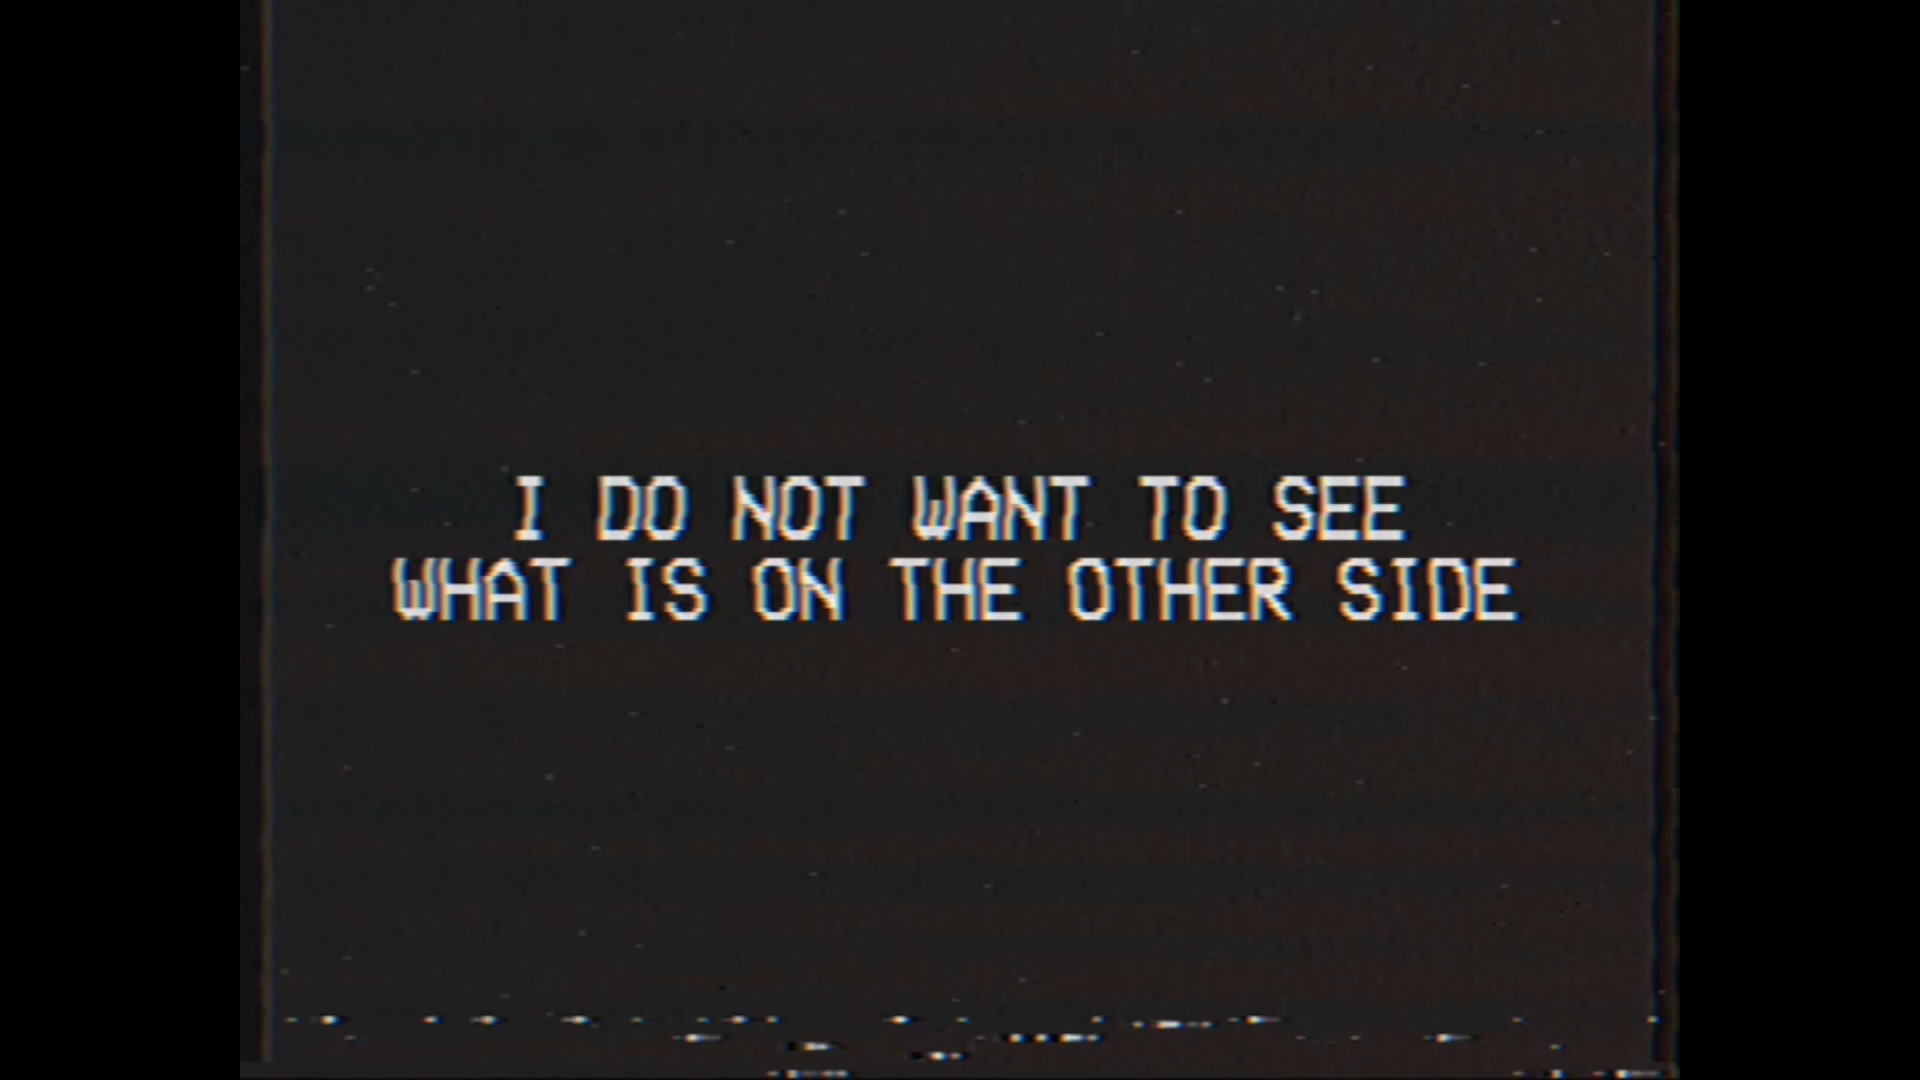 I DO NOT WANT TO SEE
WHAT IS ON THE OTHER SIDE